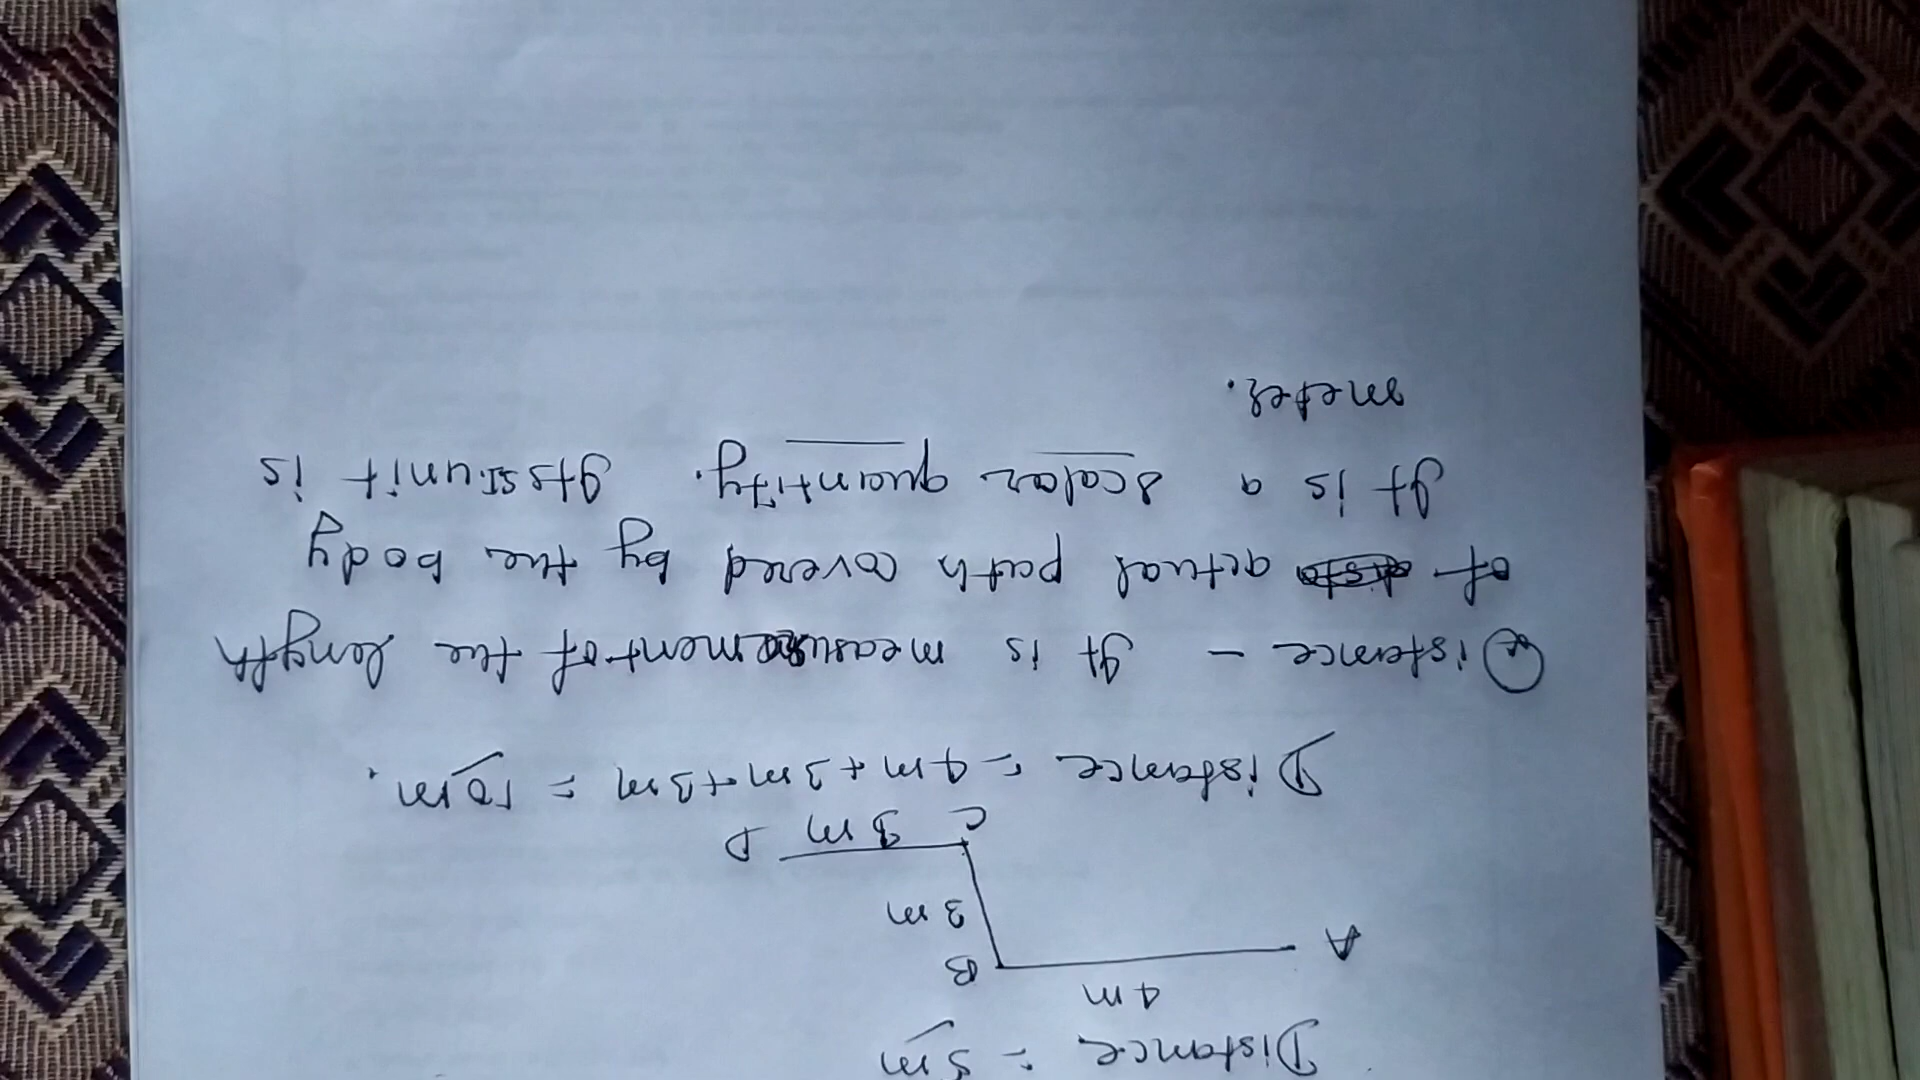 Distance = 5m
4m
A
B
3m
D 3m C
Distance = 4m+3m+3m = 10m.
Distance - It is measurement of the length
of actual path covered by the body
It is a scalar quantity. Its SI unit is
meter.